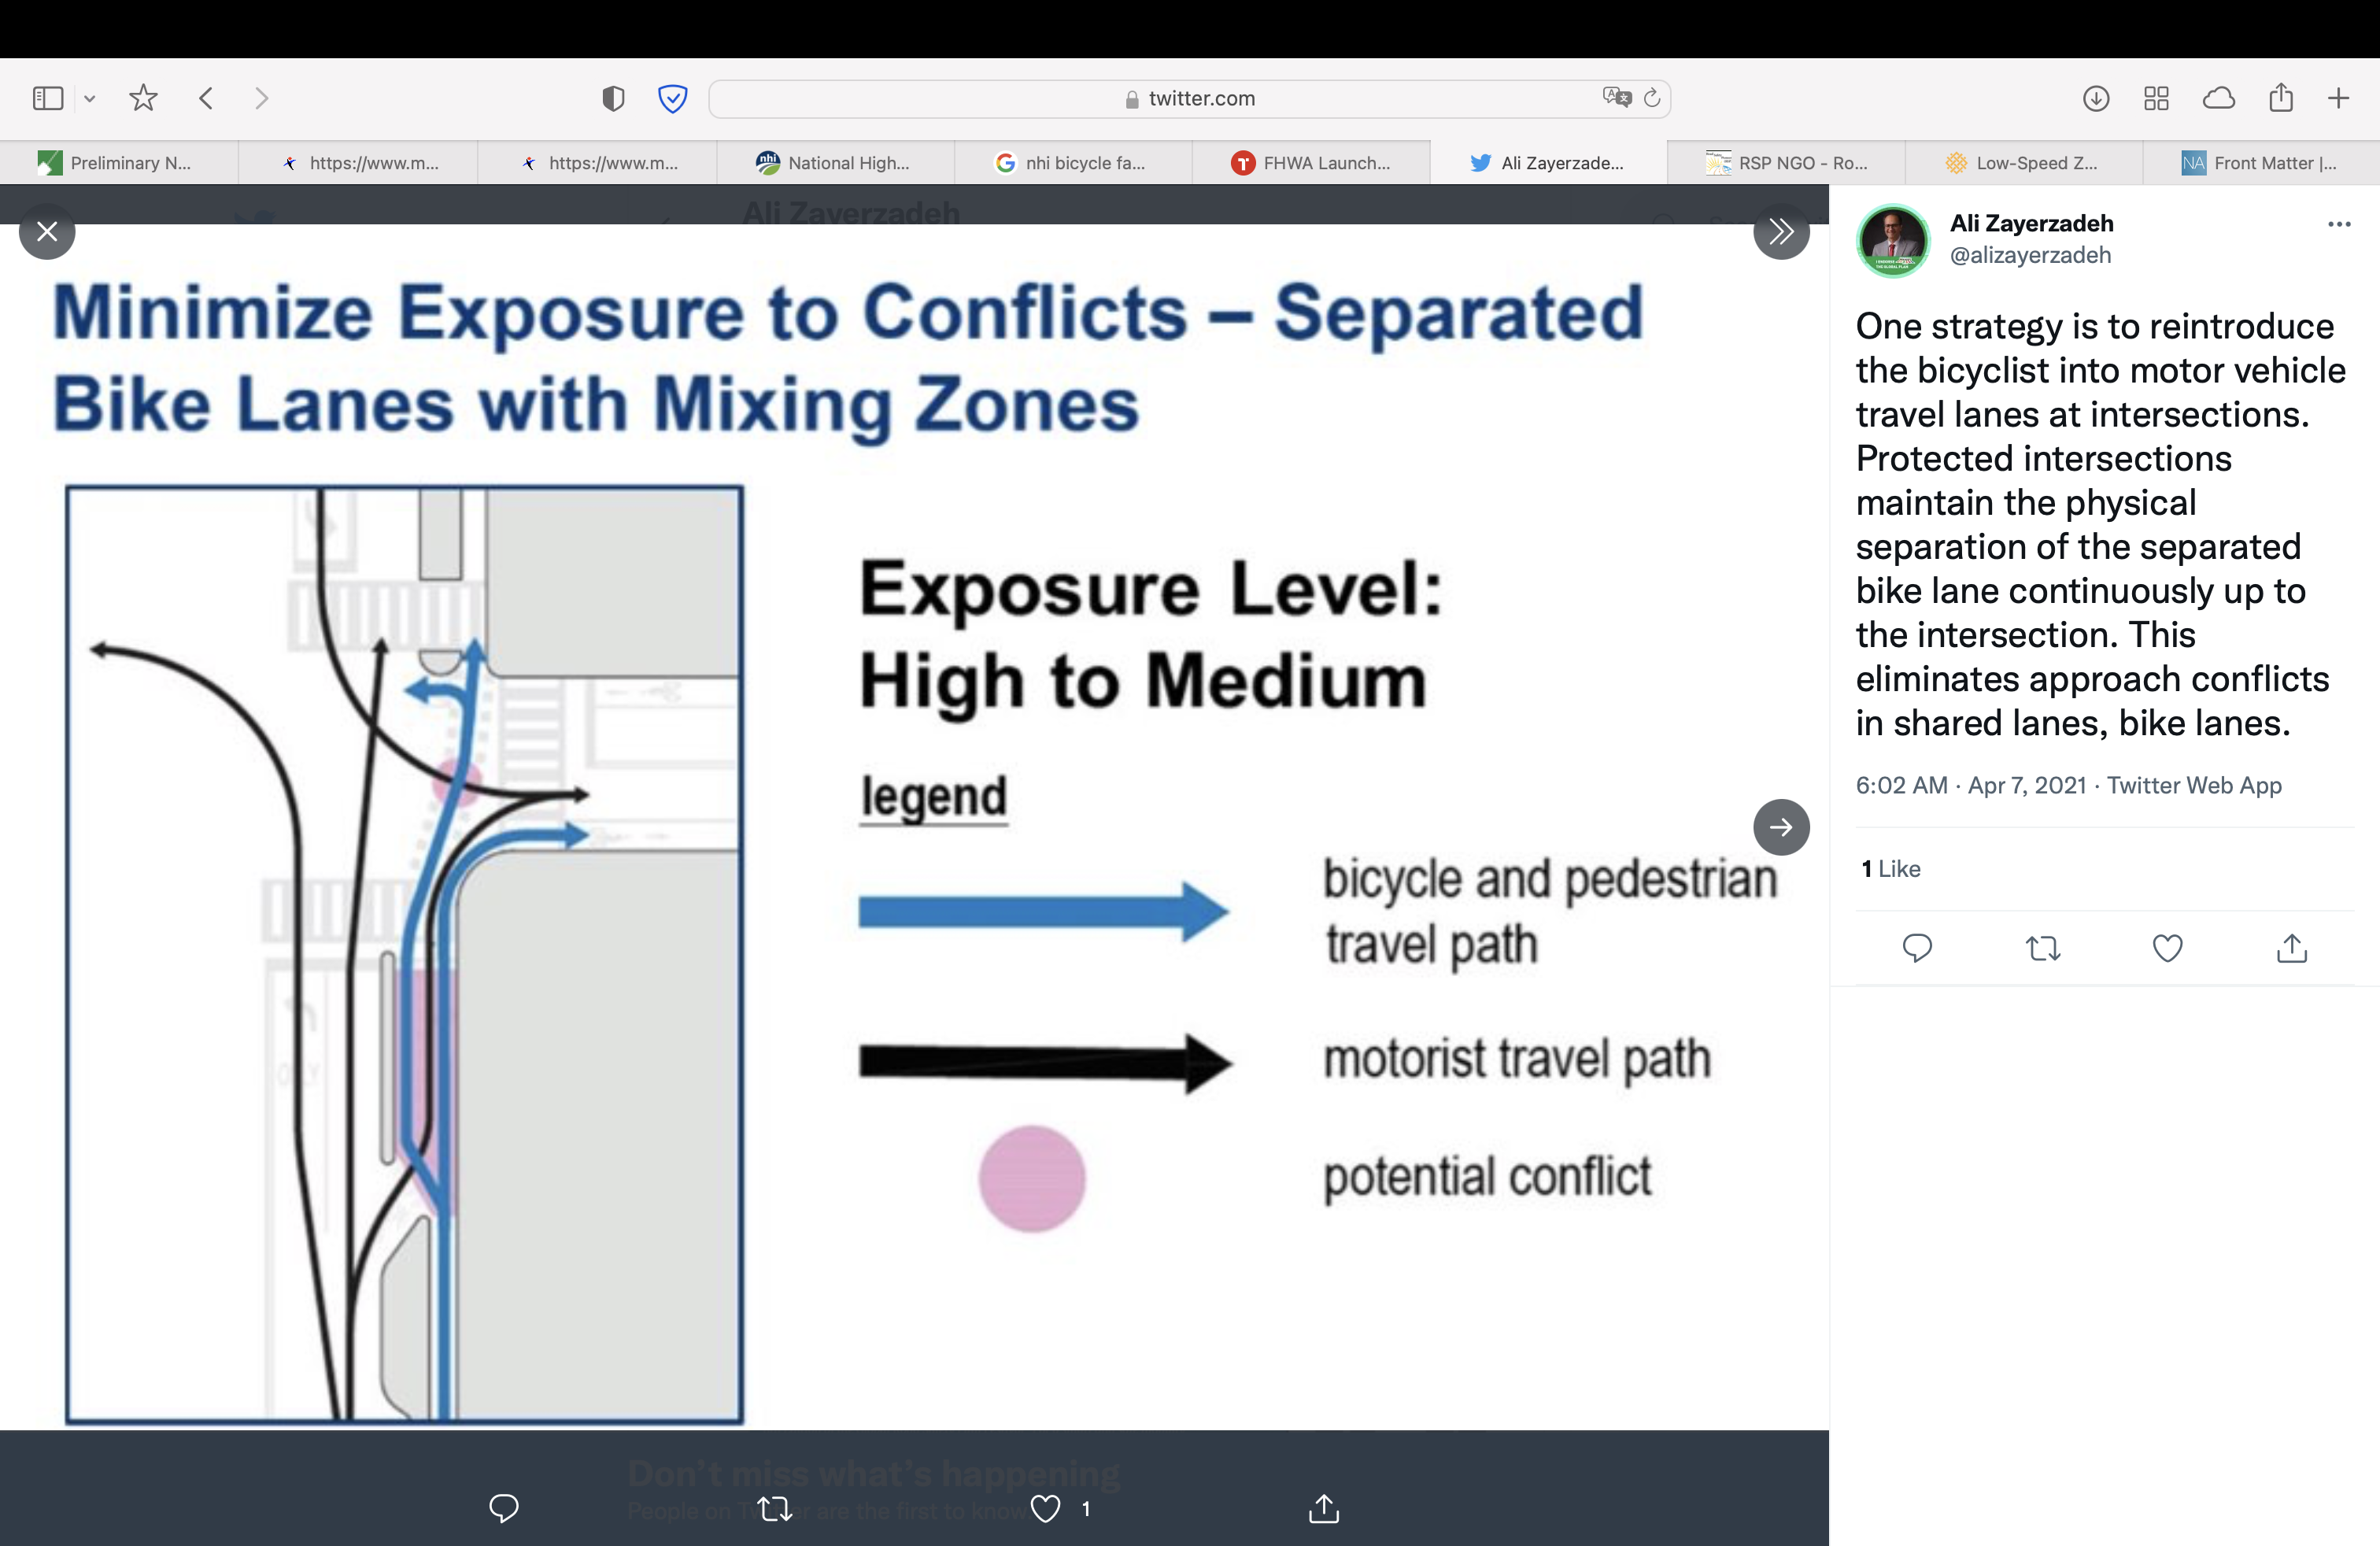 twitter.com
Preliminary N...
https://www.m...
https://www.m...
National High...
nhi bicycle fa...
FHWA Launch...
Ali Zayerzade...
RSP NGO - Ro...
Low-Speed Z...
Front Matter |...
Ali Zayerzadeh
Minimize Exposure to Conflicts – Separated
Bike Lanes with Mixing Zones
Exposure Level:
High to Medium
legend
bicycle and pedestrian
travel path
motorist travel path
potential conflict
ONLY
Don't miss what's happening
People on Twitter are the first to know.
1
Ali Zayerzadeh
@alizayerzadeh
One strategy is to reintroduce
the bicyclist into motor vehicle
travel lanes at intersections.
Protected intersections
maintain the physical
separation of the separated
bike lane continuously up to
the intersection. This
eliminates approach conflicts
in shared lanes, bike lanes.
6:02 AM · Apr 7, 2021 · Twitter Web App
1 Like